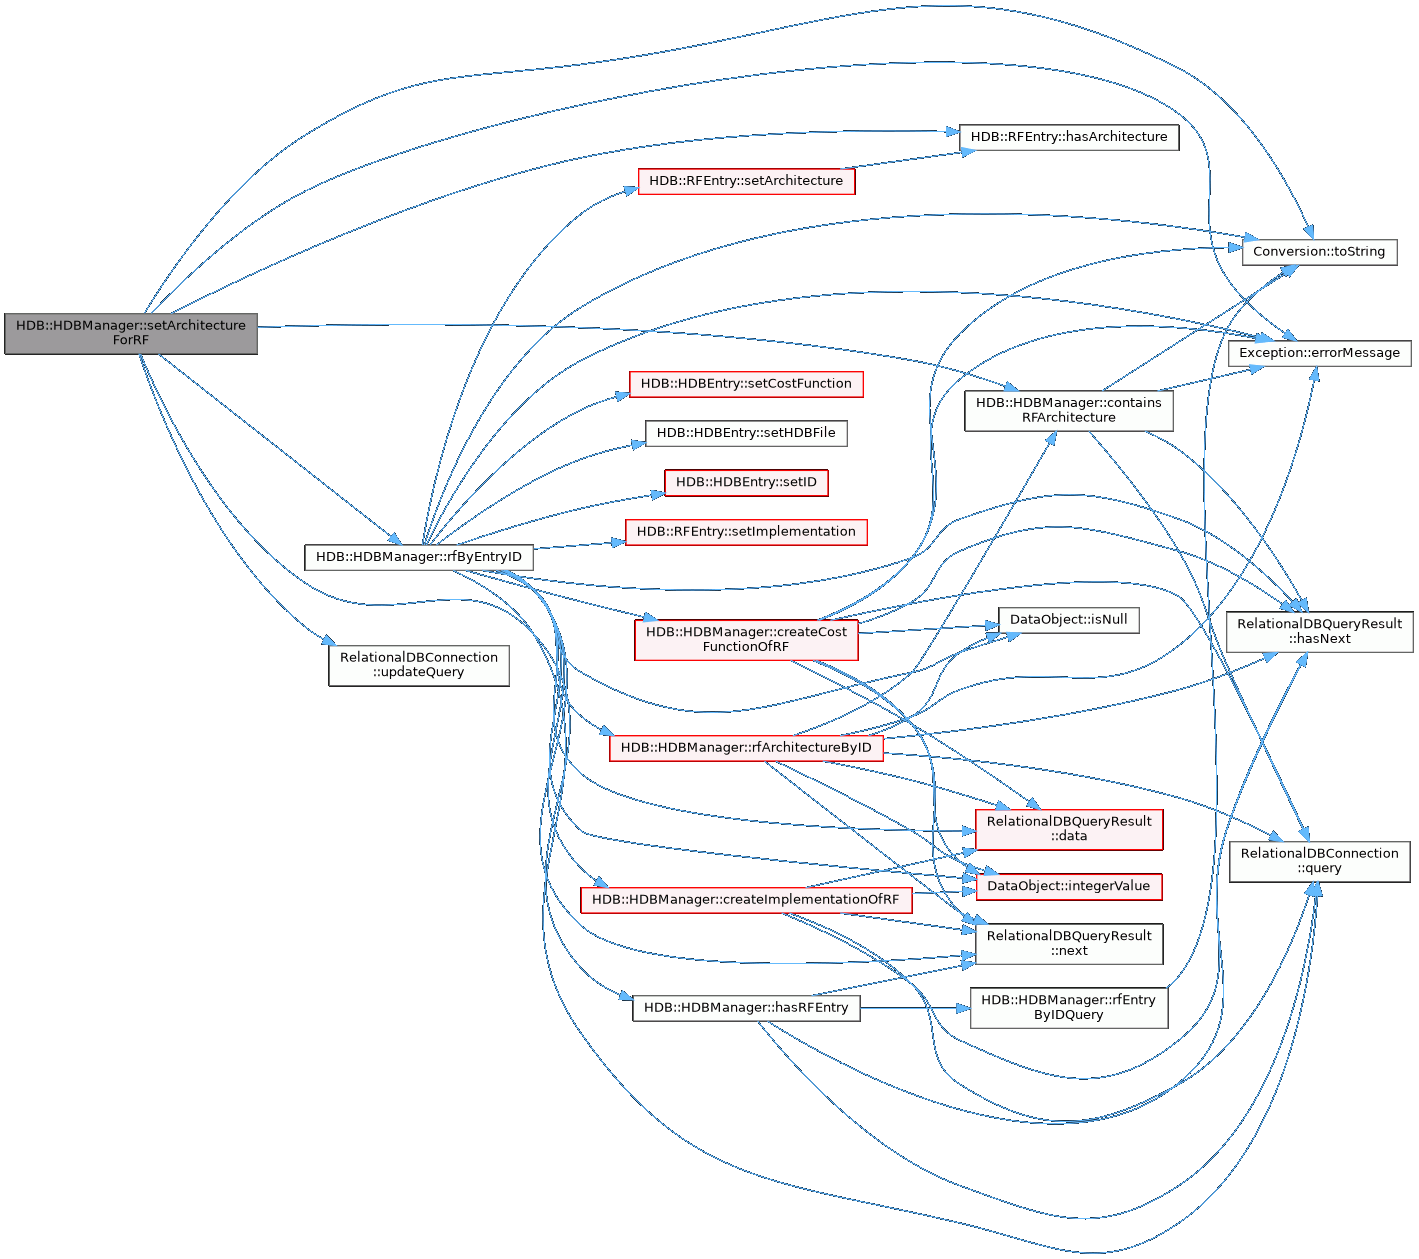 HDB::RFEntry::hasArchitecture
HDB::RFEntry::setArchitecture
Conversion::toString
HDB::HDBManager::setArchitecture
ForRF
Exception::errorMessage
HDB::HDBEntry::setCostFunction
HDB::HDBManager::contains
RFArchitecture
HDB::HDBEntry::setHDBFile
HDB::HDBEntry::setID
HDB::RFEntry::setImplementation
HDB::HDBManager::rfByEntryID
DataObject::isNull
RelationalDBQueryResult
::hasNext
HDB::HDBManager::createCost
FunctionOfRF
RelationalDBConnection
::updateQuery
HDB::HDBManager::rfArchitectureByID
RelationalDBQueryResult
::data
RelationalDBConnection
::query
DataObject::integerValue
HDB::HDBManager::createImplementationOfRF
RelationalDBQueryResult
::next
HDB::HDBManager::hasRFEntry
HDB::HDBManager::rfEntry
ByIDQuery